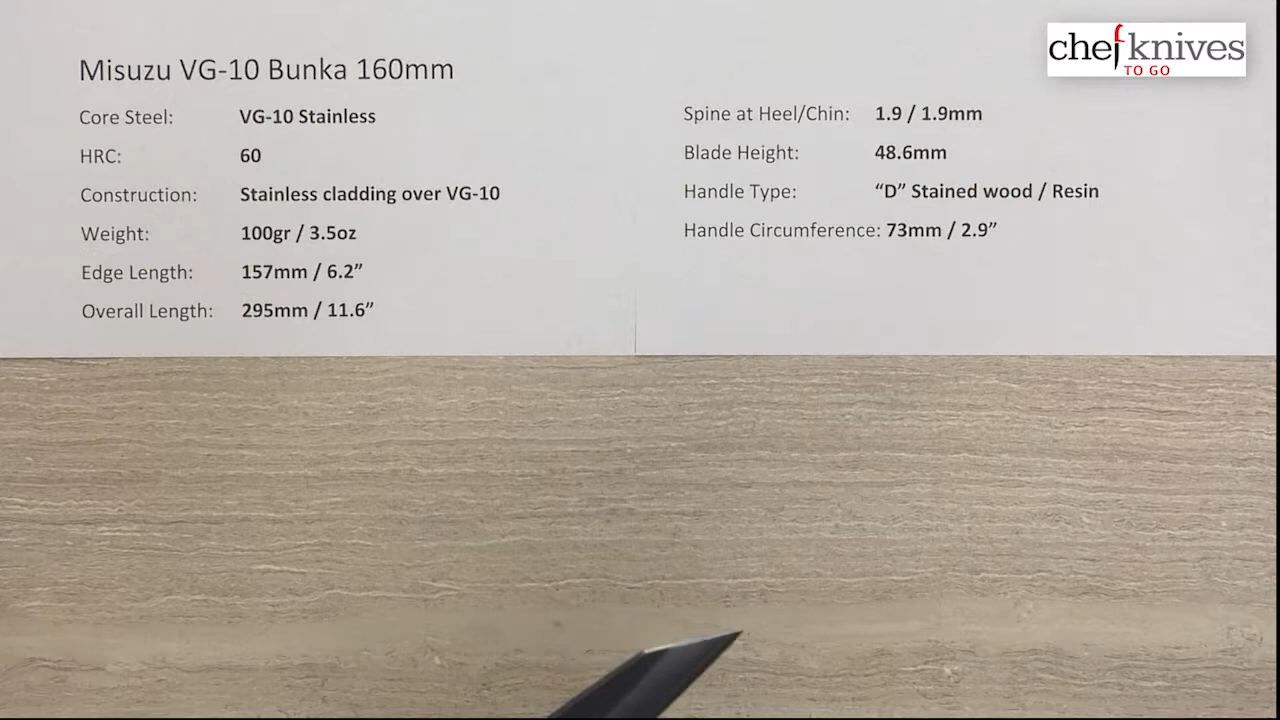 chef knives
TO GO
Misuzu VG-10 Bunka 160mm
Core Steel: VG-10 Stainless
HRC: 60
Construction: Stainless cladding over VG-10
Weight: 100gr / 3.5oz
Edge Length: 157mm / 6.2”
Overall Length: 295mm / 11.6”
Spine at Heel/Chin: 1.9 / 1.9mm
Blade Height: 48.6mm
Handle Type: “D” Stained wood / Resin
Handle Circumference: 73mm / 2.9”